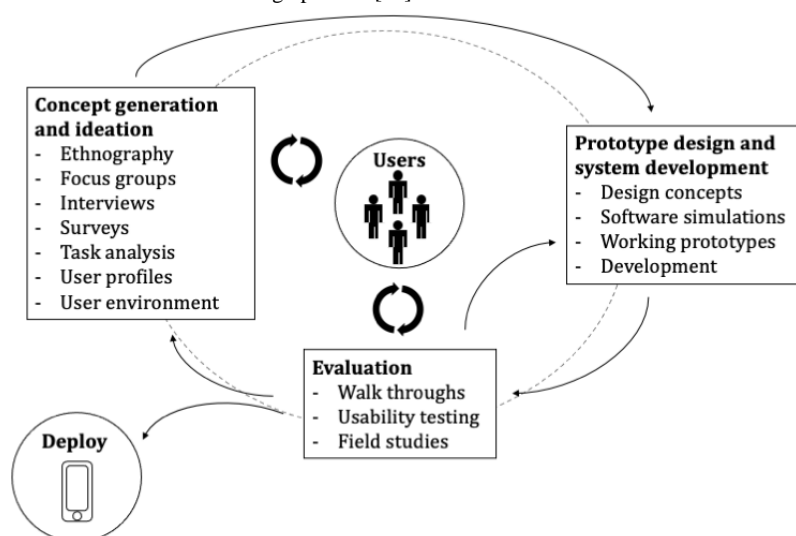 Concept generation
and ideation
- Ethnography
- Focus groups
- Interviews
- Surveys
- Task analysis
- User profiles
- User environment
Users
Prototype design and
system development
- Design concepts
- Software simulations
- Working prototypes
- Development
Evaluation
- Walk throughs
- Usability testing
- Field studies
Deploy